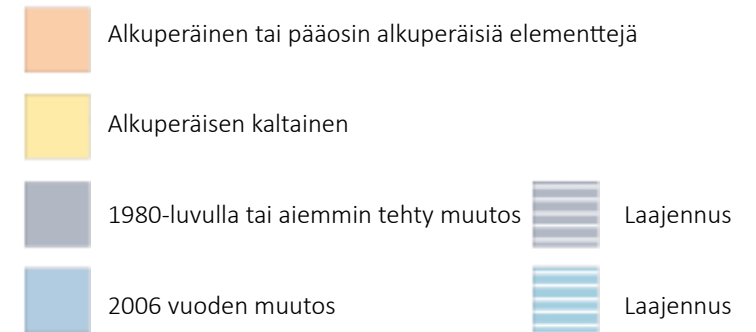 Alkuperäinen tai pääosin alkuperäisiä elementtejä
Alkuperäisen kaltainen
1980-luvulla tai aiemmin tehty muutos
Laajennus
2006 vuoden muutos
Laajennus